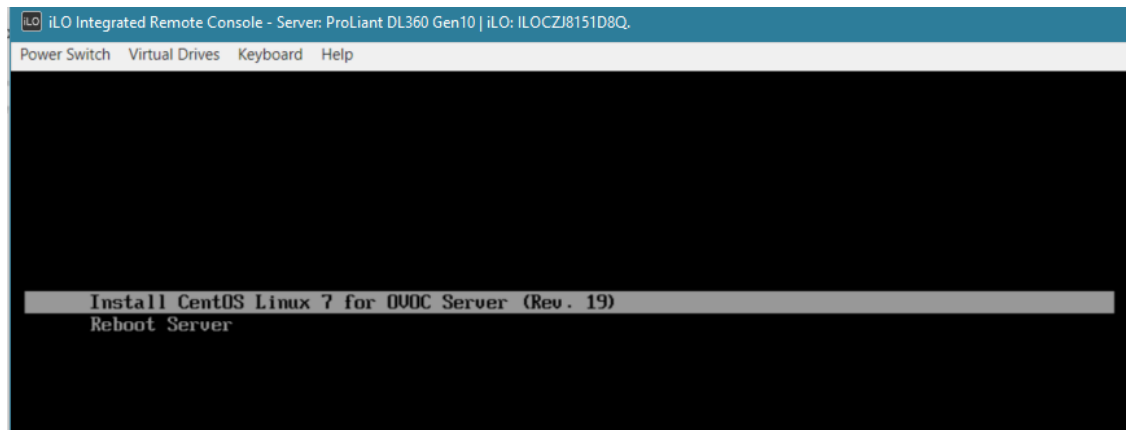 iLO iLO Integrated Remote Console - Server: ProLiant DL360 Gen10 | iLO: ILOCZJ8151D8Q.
Power Switch Virtual Drives Keyboard Help
Install CentOS Linux 7 for OVOC Server (Rev. 19)
Reboot Server